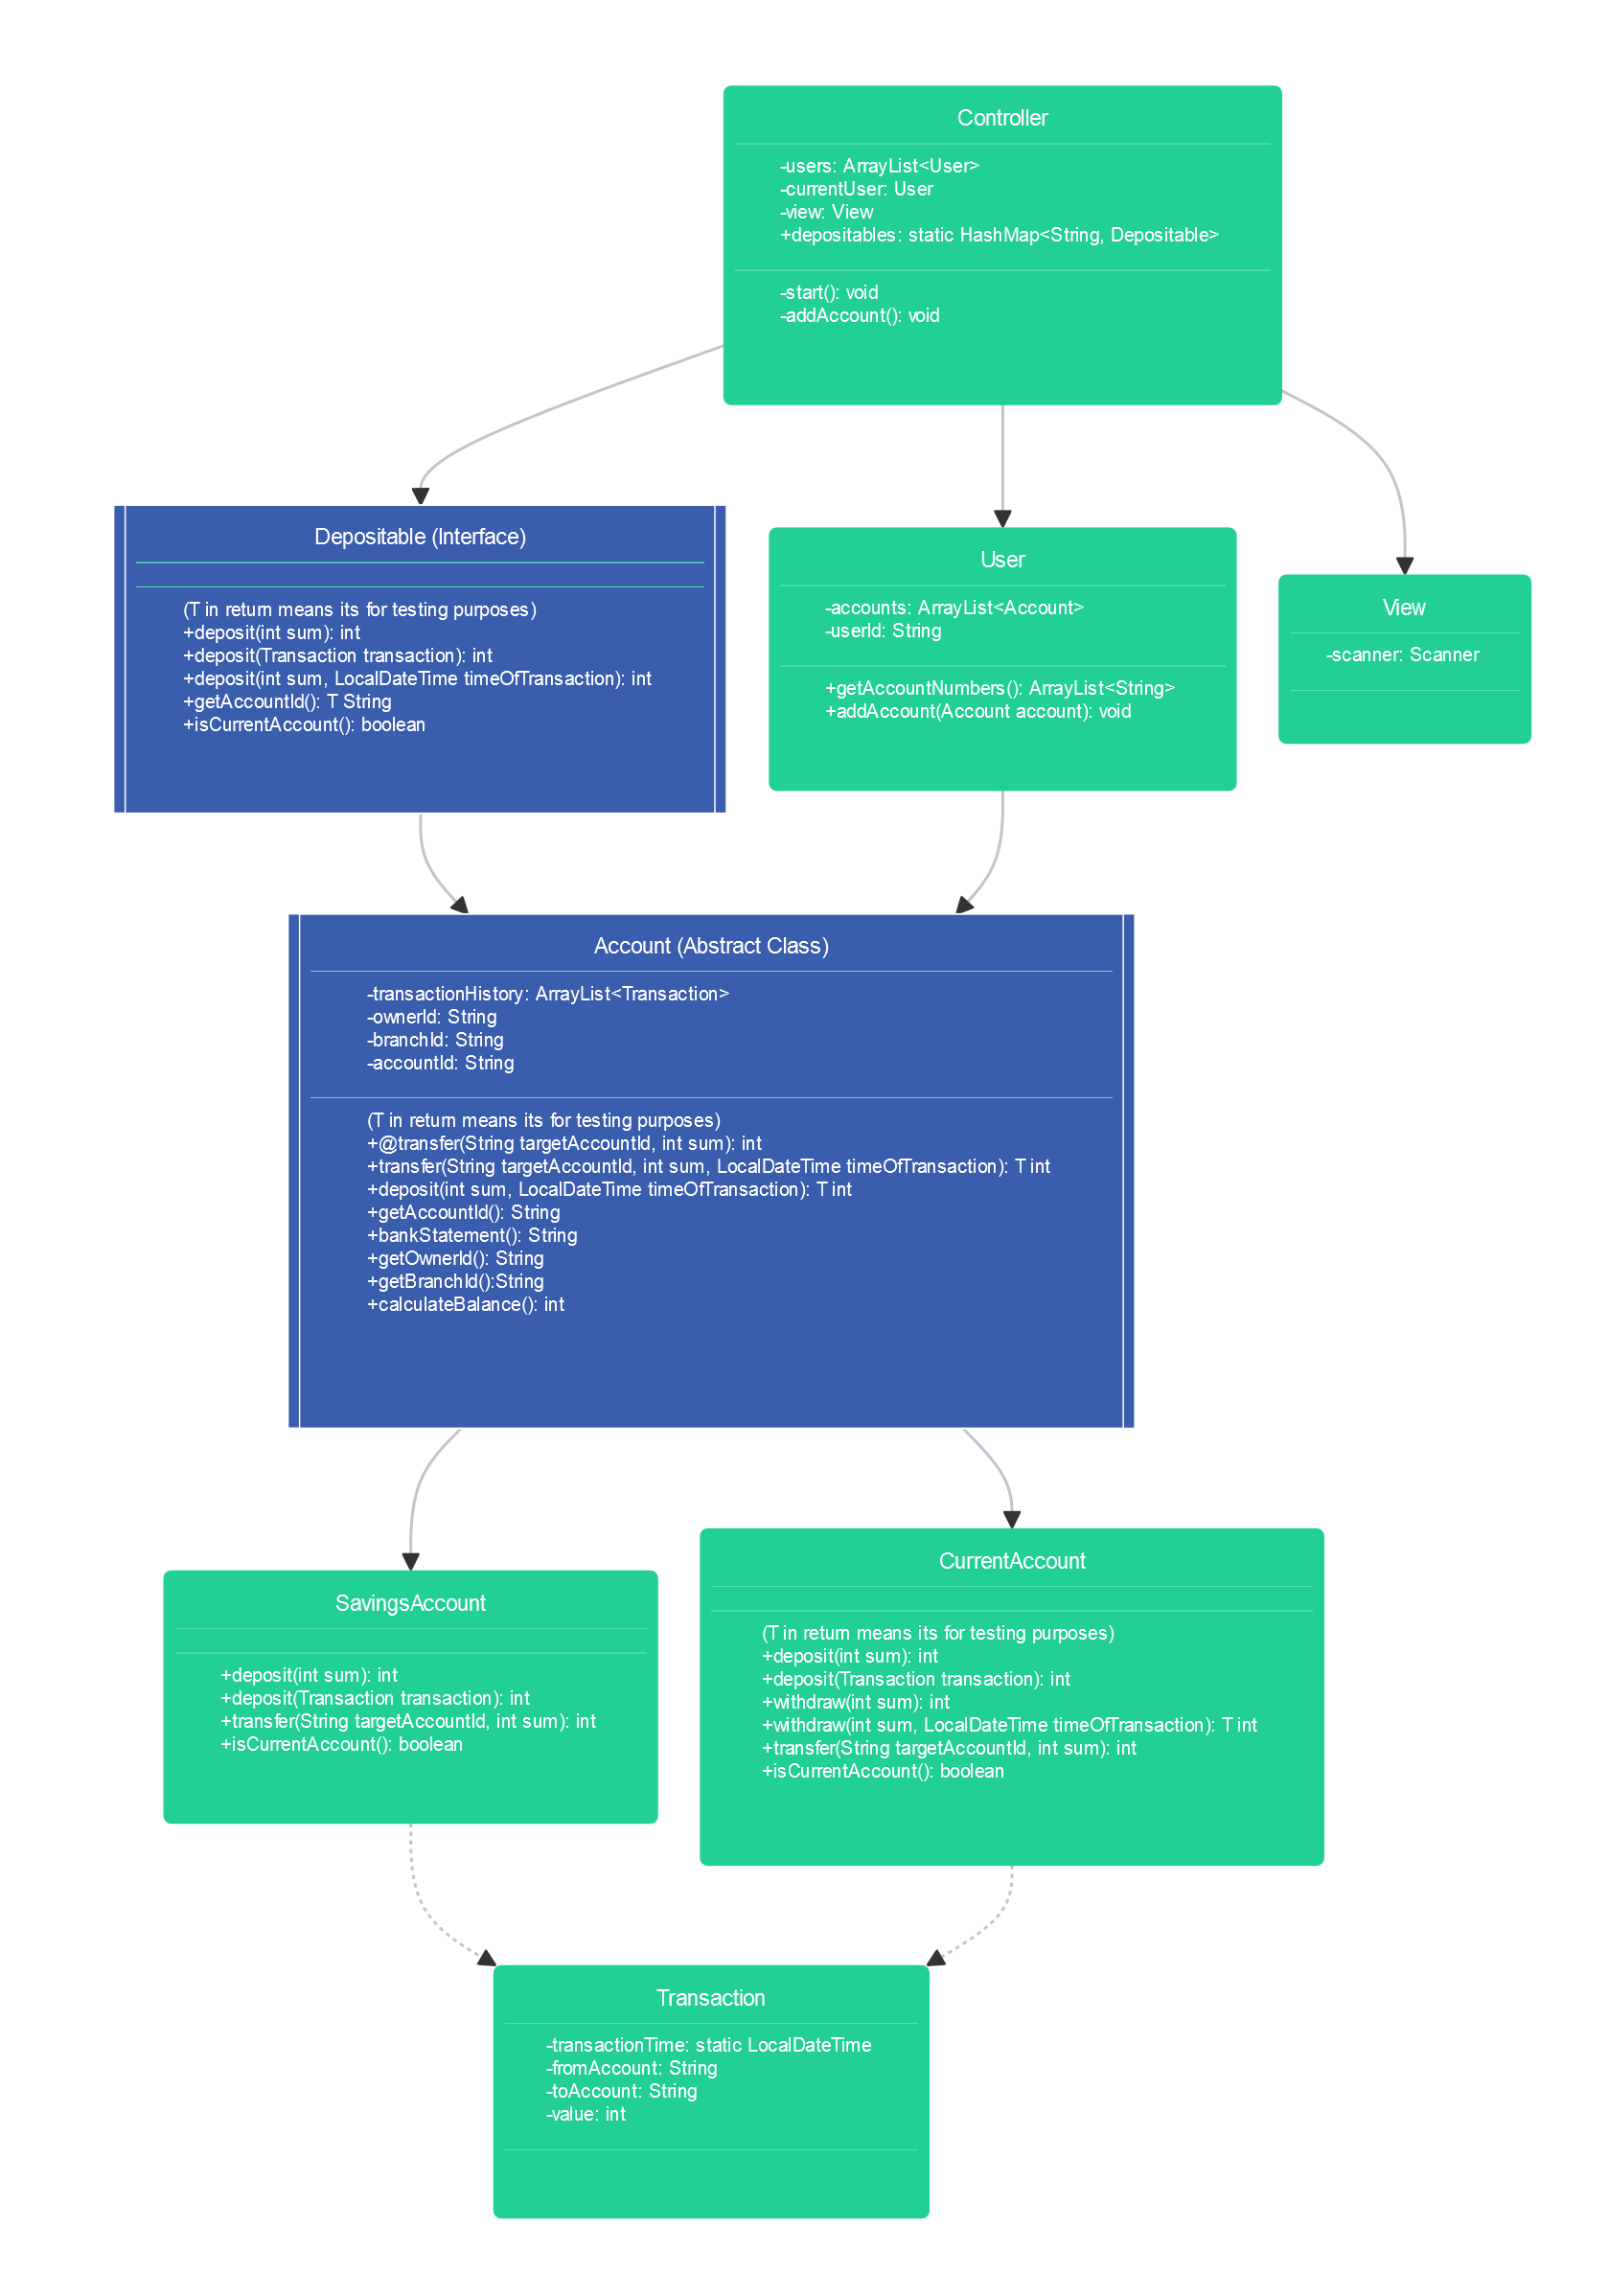 Controller
-users: ArrayList<User>
-currentUser: User
-view: View
+depositables: static HashMap<String, Depositable>
-start(): void
-addAccount(): void
Depositable (Interface)
(T in return means its for testing purposes)
+deposit(int sum): int
+deposit(Transaction transaction): int
+deposit(int sum, LocalDateTime timeOfTransaction): int
+getAccountId(): T String
+isCurrentAccount(): boolean
User
-accounts: ArrayList<Account>
-userId: String
+getAccountNumbers(): ArrayList<String>
+addAccount(Account account): void
View
-scanner: Scanner
Account (Abstract Class)
-transactionHistory: ArrayList<Transaction>
-ownerId: String
-branchId: String
-accountId: String
(T in return means its for testing purposes)
+@transfer(String targetAccountId, int sum): int
+transfer(String targetAccountId, int sum, LocalDateTime timeOfTransaction): T int
+deposit(int sum, LocalDateTime timeOfTransaction): T int
+getAccountId(): String
+bankStatement(): String
+getOwnerId(): String
+getBranchId():String
+calculateBalance(): int
SavingsAccount
+deposit(int sum): int
+deposit(Transaction transaction): int
+transfer(String targetAccountId, int sum): int
+isCurrentAccount(): boolean
CurrentAccount
(T in return means its for testing purposes)
+deposit(int sum): int
+deposit(Transaction transaction): int
+withdraw(int sum): int
+withdraw(int sum, LocalDateTime timeOfTransaction): T int
+transfer(String targetAccountId, int sum): int
+isCurrentAccount(): boolean
Transaction
-transactionTime: static LocalDateTime
-fromAccount: String
-toAccount: String
-value: int